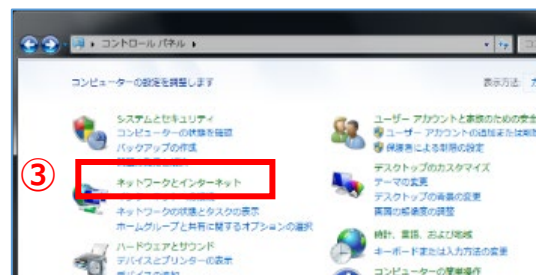 コントロール パネル
コンピューターの設定を調整します
表示方法:
システムとセキュリティ
コンピューターの状態を確認
バックアップの作成
③
ネットワークとインターネット
ネットワークの状態とタスクの表示
ホームグループと共有に関するオプションの選択
ハードウェアとサウンド
デバイスとプリンターの表示
デバイスの追加
ユーザー アカウントと家族のための安全
ユーザー アカウントの追加または削除
保護者による制限の設定
デスクトップのカスタマイズ
テーマの変更
デスクトップの背景の変更
画面の解像度の調整
時計、言語、および地域
キーボードまたは入力方法の変更
コンピューターの簡単操作